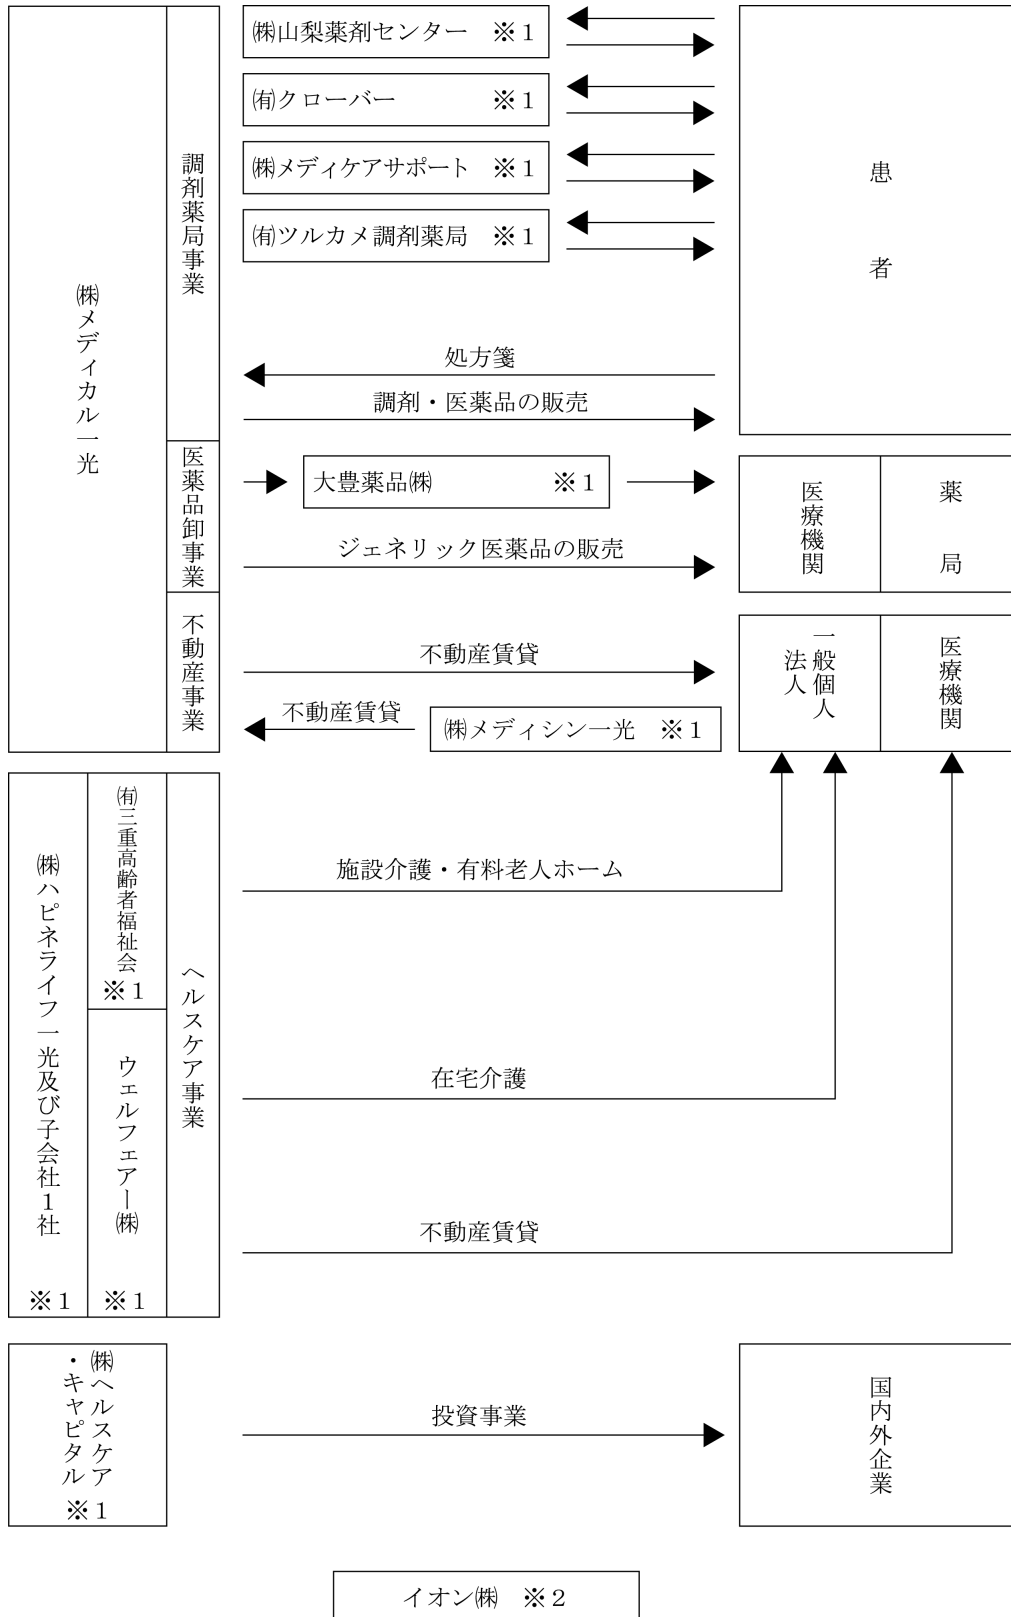 ㈱山梨薬剤センター ※1
㈲クローバー ※1
㈱メディケアサポート ※1
㈲ツルカメ調剤薬局 ※1
患者
調剤薬局事業
㈱メディカル一光
処方箋
調剤・医薬品の販売
医薬品卸事業
大豊薬品㈱ ※1
医療機関
薬局
ジェネリック医薬品の販売
不動産事業
不動産賃貸
一般個人
法人
医療機関
不動産賃貸
㈱メディシン一光 ※1
㈱ハピネライフ一光及び子会社1社
※1
㈲三重高齢者福祉会
※1
ウェルフェアー㈱
※1
ヘルスケア事業
施設介護・有料老人ホーム
在宅介護
不動産賃貸
㈱ヘルスケア
・キャピタル
※1
投資事業
国内外企業
イオン㈱ ※2